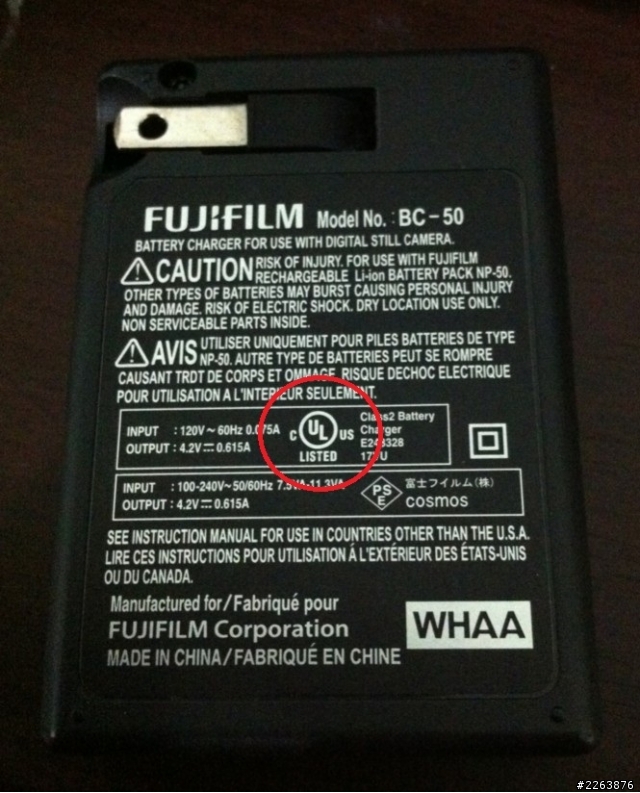 FUJIFILM Model No. : BC-50
BATTERY CHARGER FOR USE WITH DIGITAL STILL CAMERA.
CAUTION RISK OF INJURY. FOR USE WITH FUJIFILM
RECHARGEABLE Li-ion BATTERY PACK NP-50.
OTHER TYPES OF BATTERIES MAY BURST CAUSING PERSONAL INJURY
AND DAMAGE. RISK OF ELECTRIC SHOCK. DRY LOCATION USE ONLY.
NON SERVICEABLE PARTS INSIDE.
AVIS UTILISER UNIQUEMENT POUR PILES BATTERIES DE TYPE
NP-50. AUTRE TYPE DE BATTERIES PEUT SE ROMPRE
CAUSANT TRDT DE CORPS ET OMMAGE. RISQUE DECHOC ELECTRIQUE
POUR UTILISATION A L'INTERIEUR SEULEMENT.
INPUT : 120V~60Hz 0.075A
OUTPUT : 4.2V⎓0.615A
C UL US
LISTED
Class2 Battery
Charger
INPUT : 100-240V~50/60Hz 7.5VA-11.3VA
OUTPUT : 4.2V⎓0.615A
PS
E
富士フイルム(株)
cosmos
SEE INSTRUCTION MANUAL FOR USE IN COUNTRIES OTHER THAN THE U.S.A.
LIRE CES INSTRUCTIONS POUR UTILISATION Á L'EXTÉRIEUR DES ÉTATS-UNIS
OU DU CANADA.
Manufactured for/Fabriqué pour
FUJIFILM Corporation
MADE IN CHINA/FABRIQUÉ EN CHINE
WHAA
#2263876